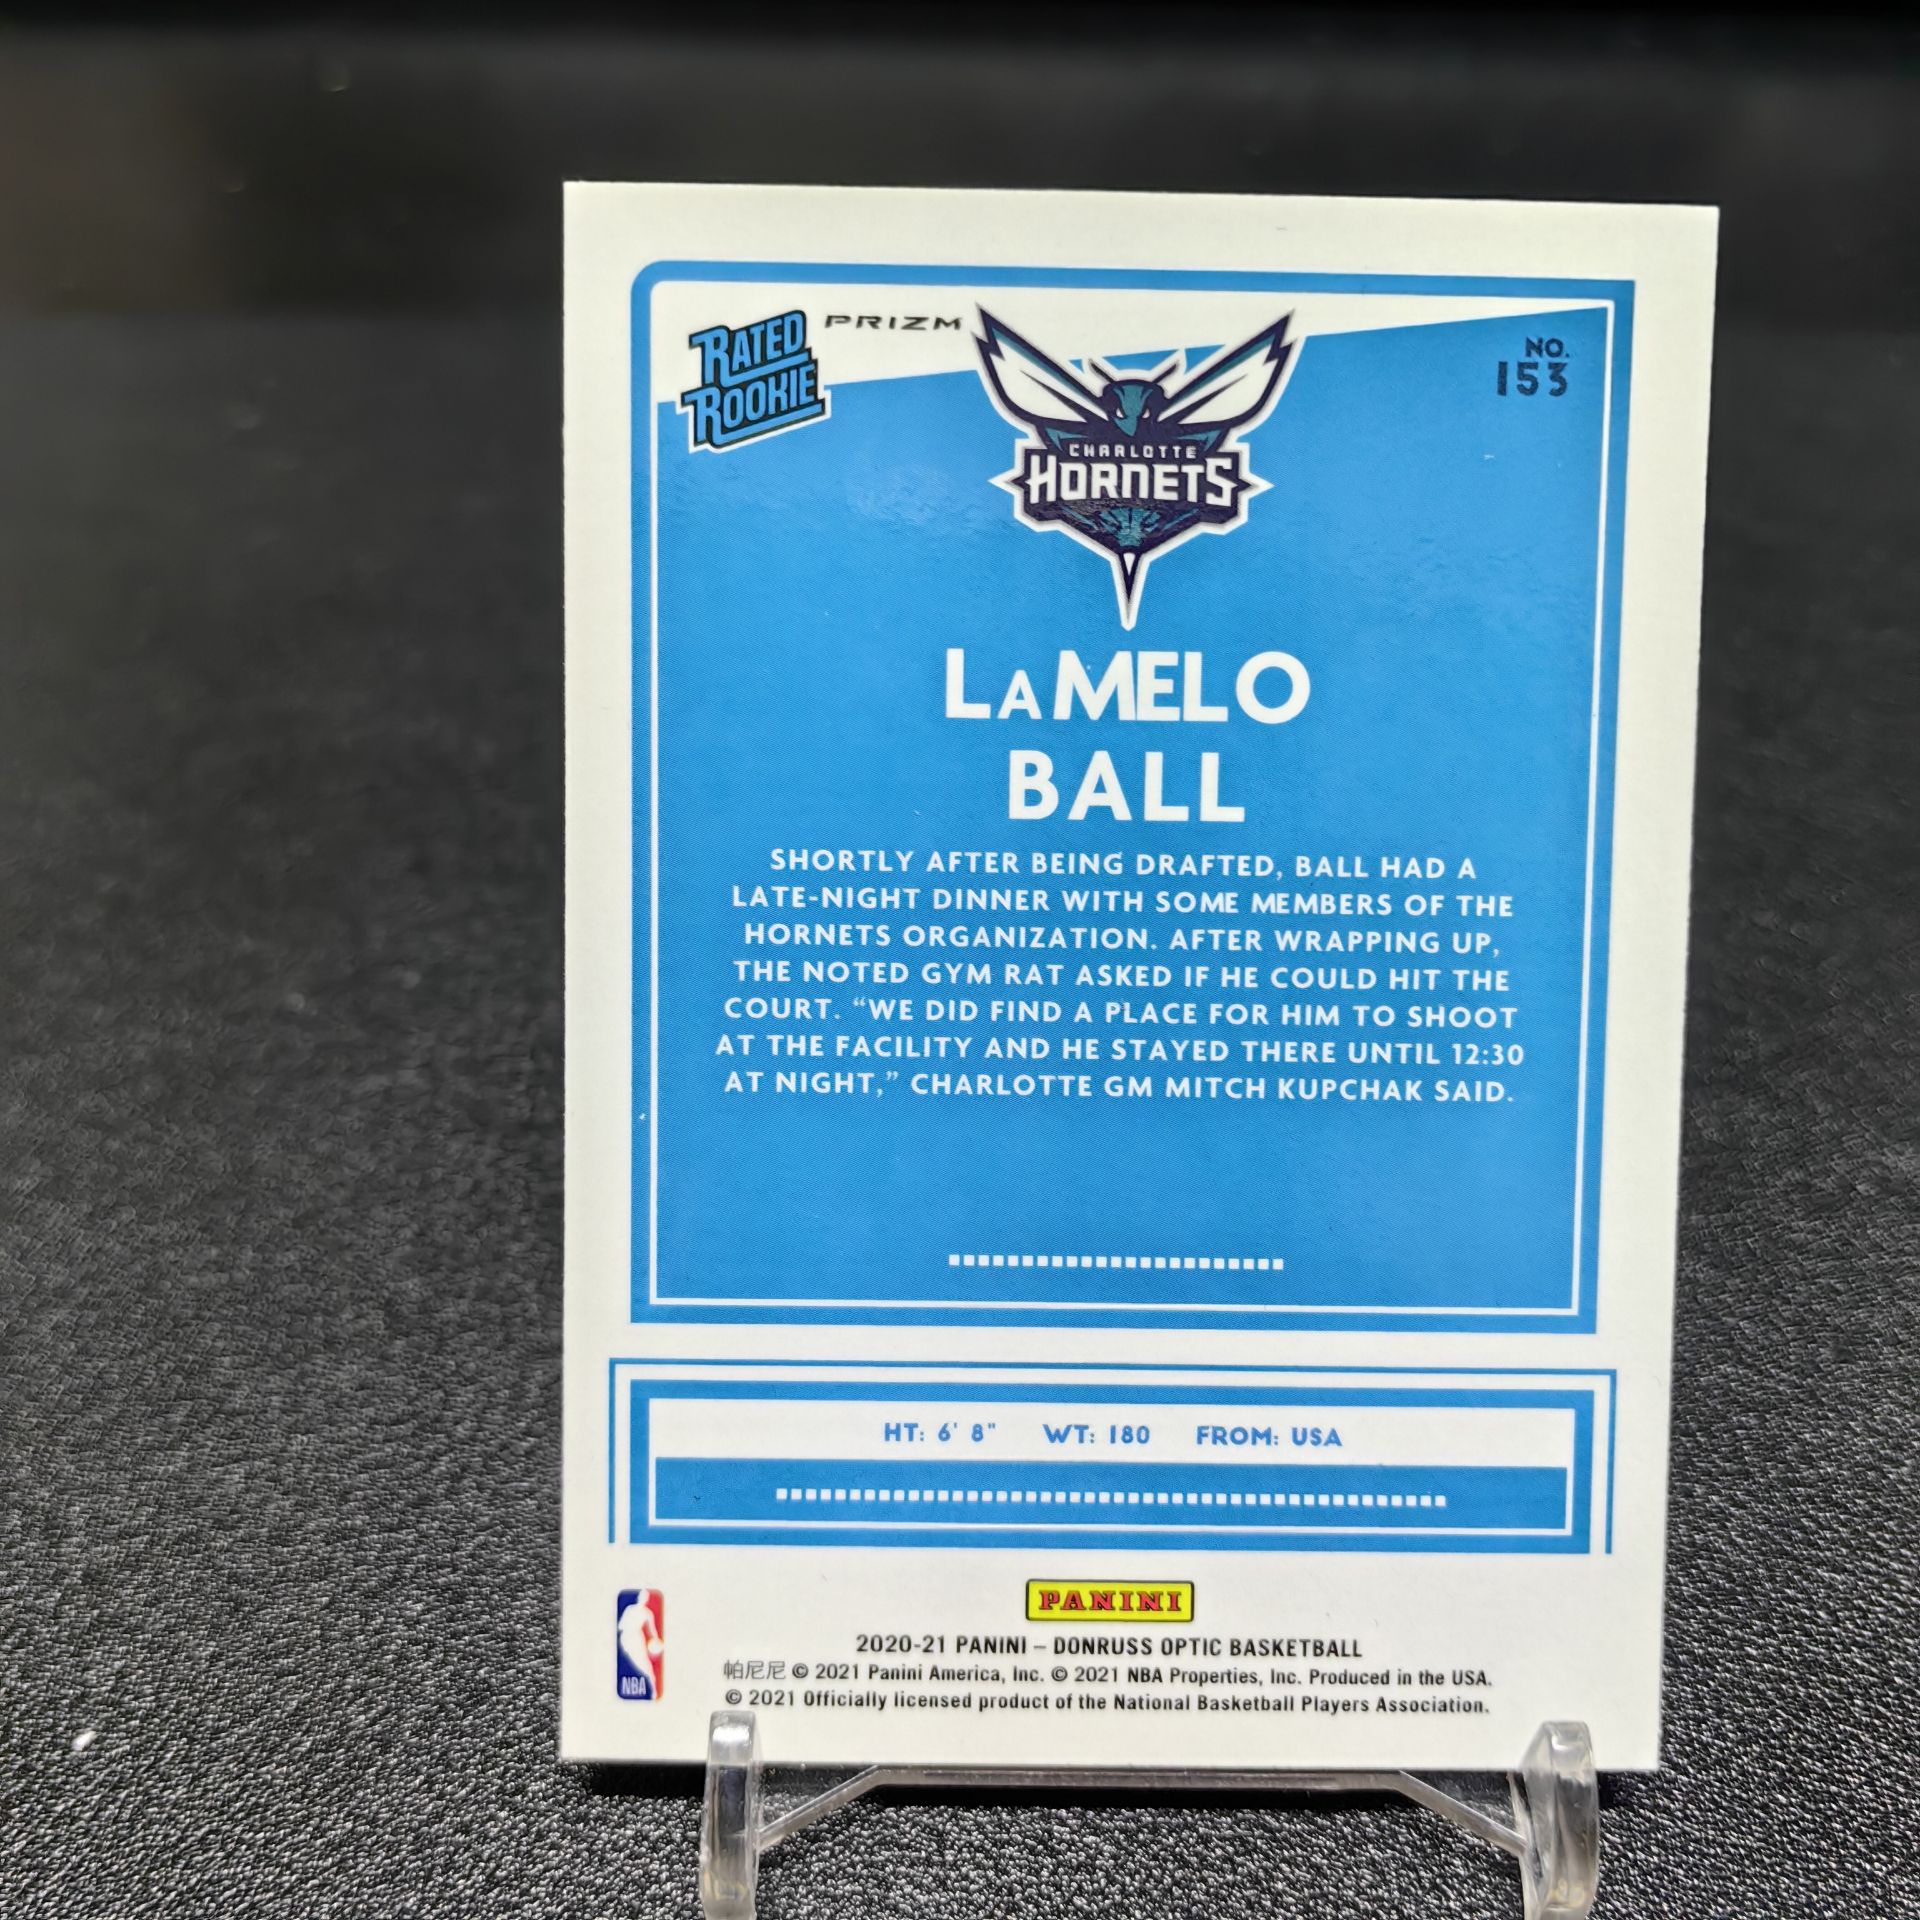 RATED
ROOKIE
PRIZM
NO.
153
CHARLOTTE
HORNETS
LaMELO
BALL
SHORTLY AFTER BEING DRAFTED, BALL HAD A
LATE-NIGHT DINNER WITH SOME MEMBERS OF THE
HORNETS ORGANIZATION. AFTER WRAPPING UP,
THE NOTED GYM RAT ASKED IF HE COULD HIT THE
COURT. “WE DID FIND A PLACE FOR HIM TO SHOOT
AT THE FACILITY AND HE STAYED THERE UNTIL 12:30
AT NIGHT,” CHARLOTTE GM MITCH KUPCHAK SAID.
HT: 6' 8" WT: 180 FROM: USA
PANINI
NBA
2020-21 PANINI – DONRUSS OPTIC BASKETBALL
帕尼尼 © 2021 Panini America, Inc. © 2021 NBA Properties, Inc. Produced in the USA.
© 2021 Officially licensed product of the National Basketball Players Association.